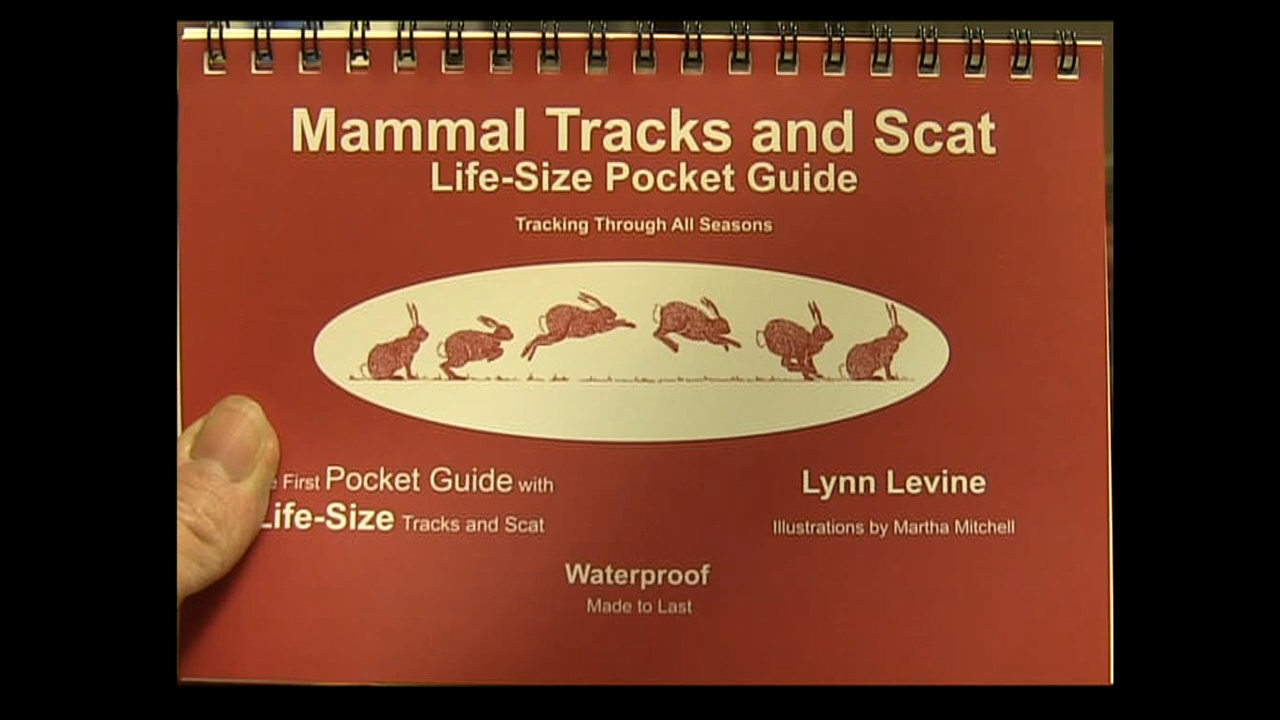 Mammal Tracks and Scat
Life-Size Pocket Guide
Tracking Through All Seasons
First Pocket Guide with
Life-Size Tracks and Scat
Lynn Levine
Illustrations by Martha Mitchell
Waterproof
Made to Last